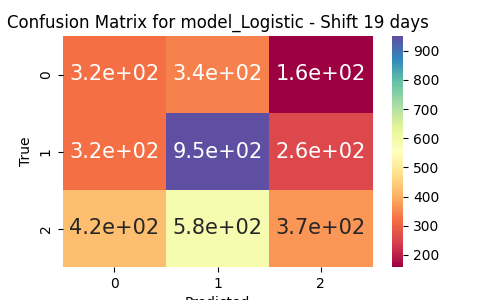 Confusion Matrix for model_Logistic - Shift 19 days
True
0
3.2e+02 3.4e+02 1.6e+02
1
3.2e+02 9.5e+02 2.6e+02
2
4.2e+02 5.8e+02 3.7e+02
0 1 2
Predicted
900
800
700
600
500
400
300
200